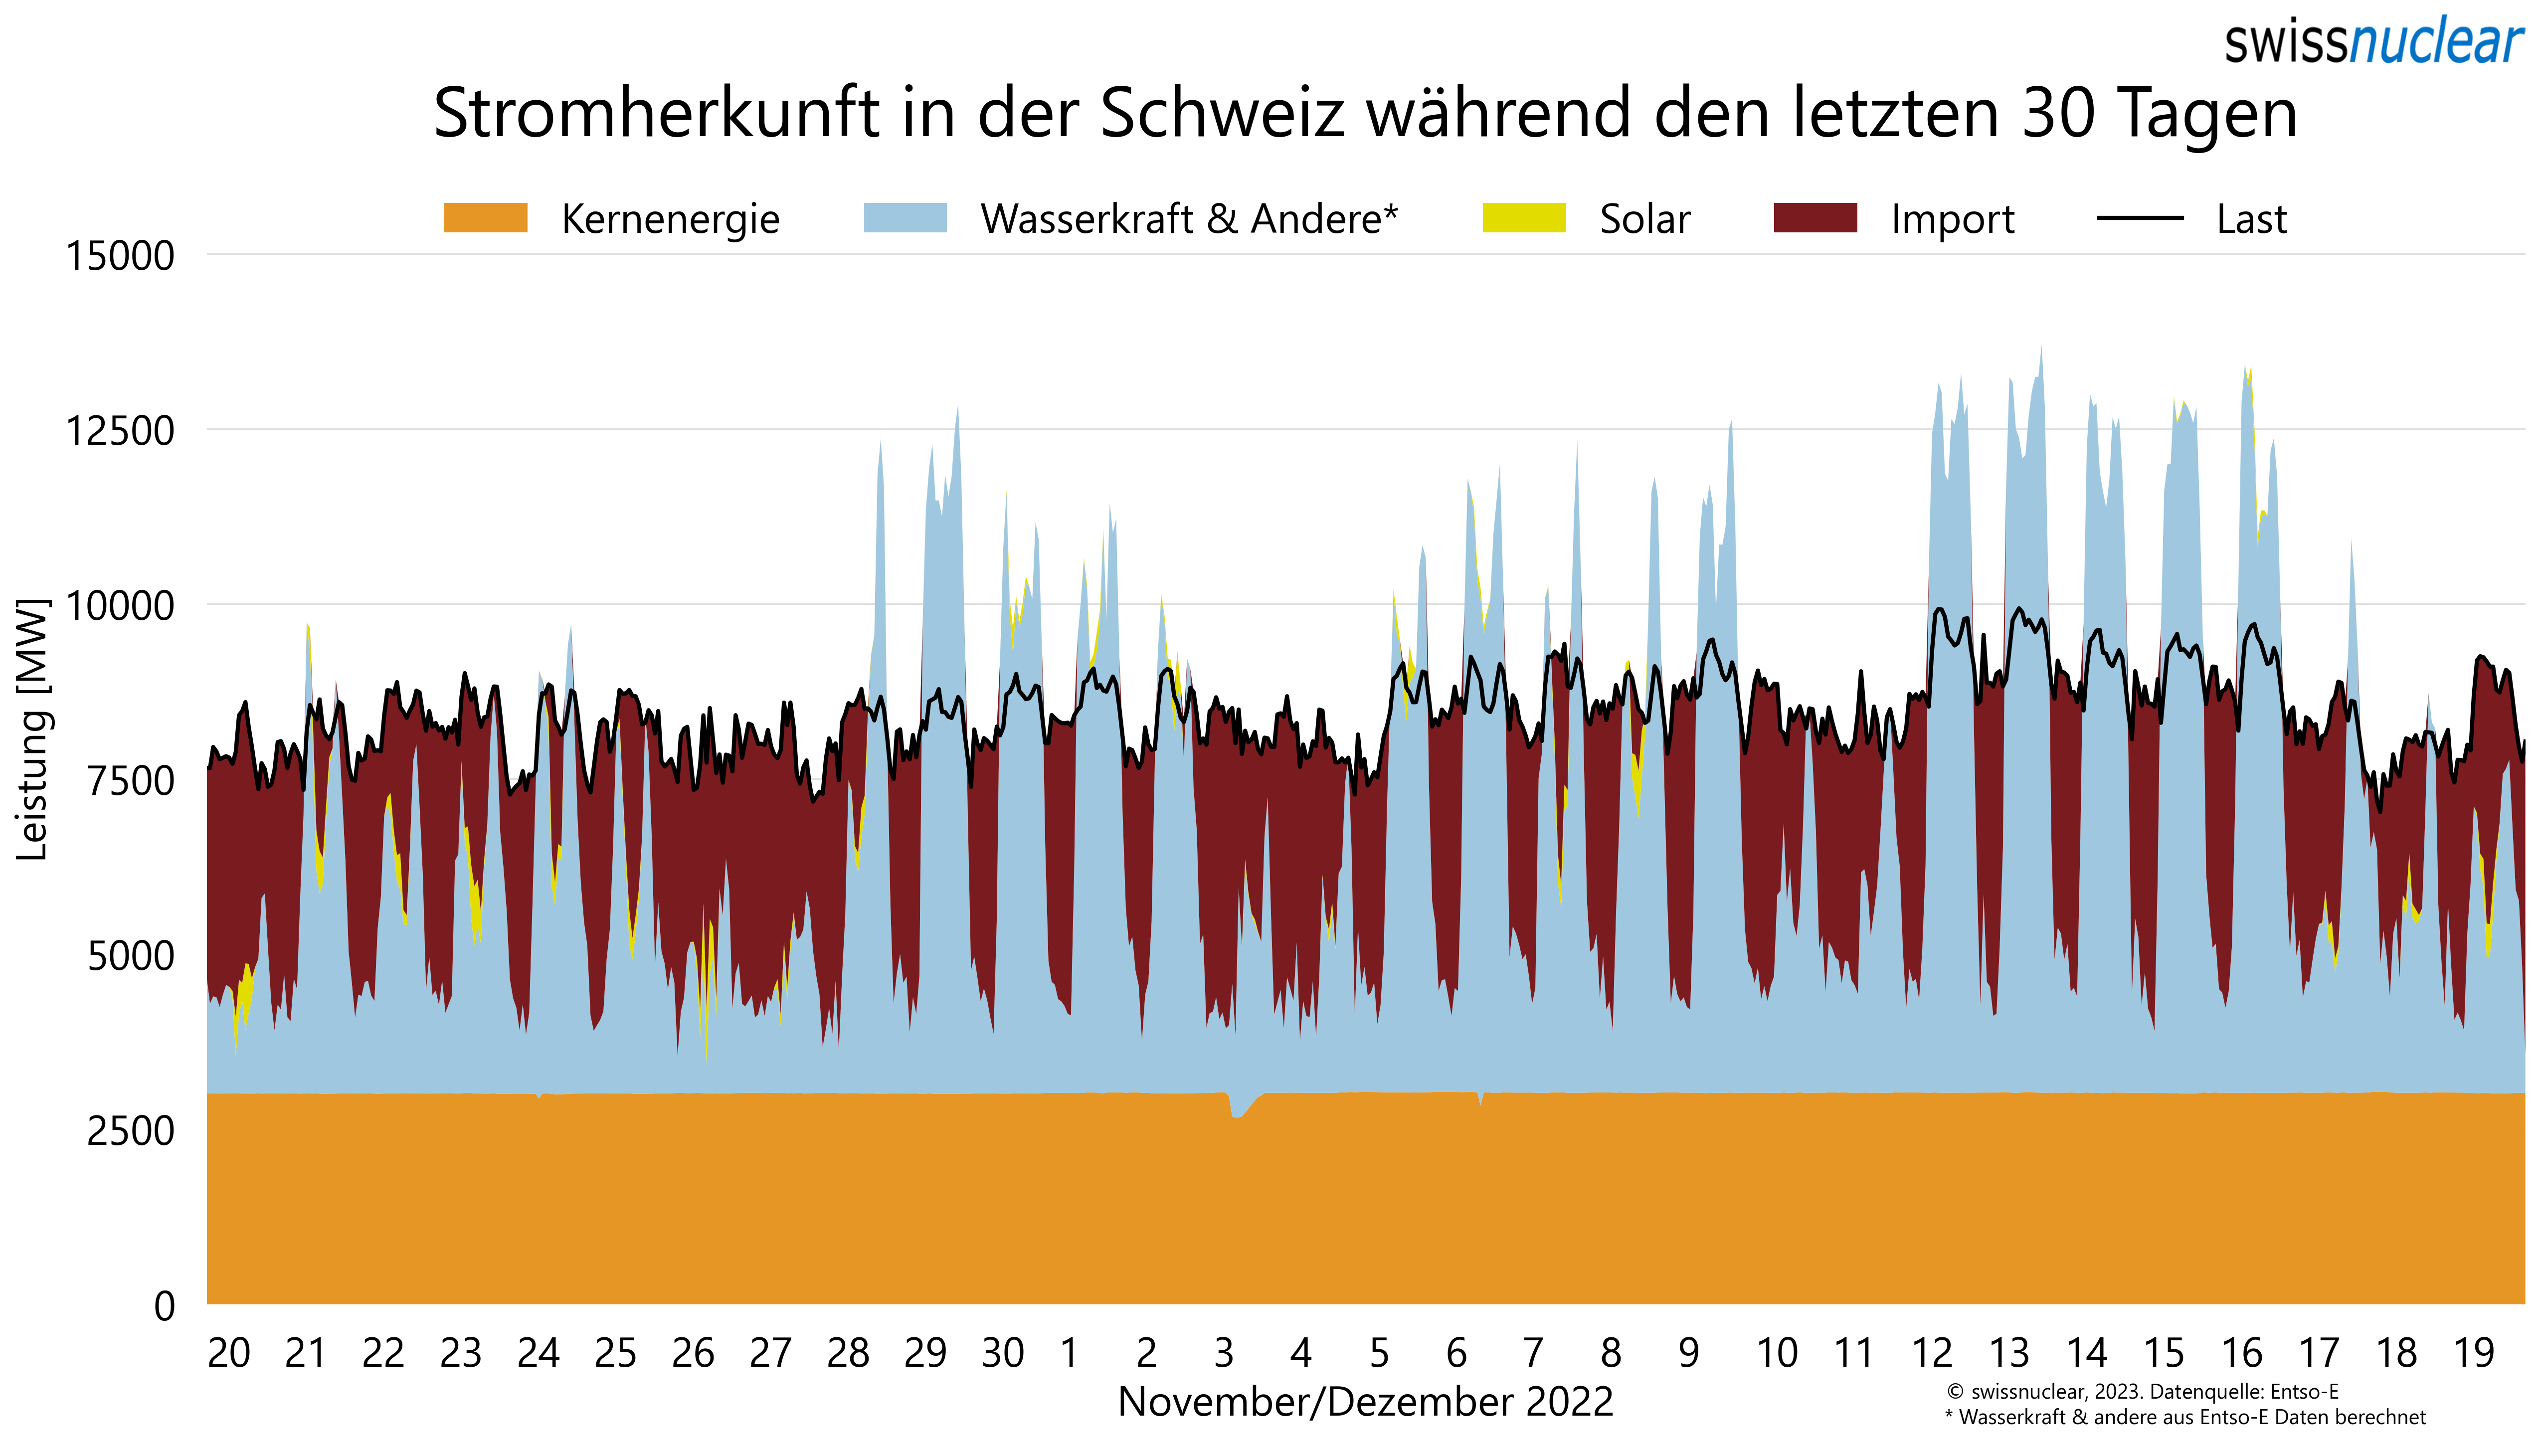 swissnuclear
Stromherkunft in der Schweiz während den letzten 30 Tagen
Kernenergie Wasserkraft & Andere* Solar Import Last
15000
12500
10000
7500
5000
2500
0
Leistung [MW]
20 21 22 23 24 25 26 27 28 29 30 1 2 3 4 5 6 7 8 9 10 11 12 13 14 15 16 17 18 19
November/Dezember 2022
© swissnuclear, 2023. Datenquelle: Entso-E
* Wasserkraft & andere aus Entso-E Daten berechnet